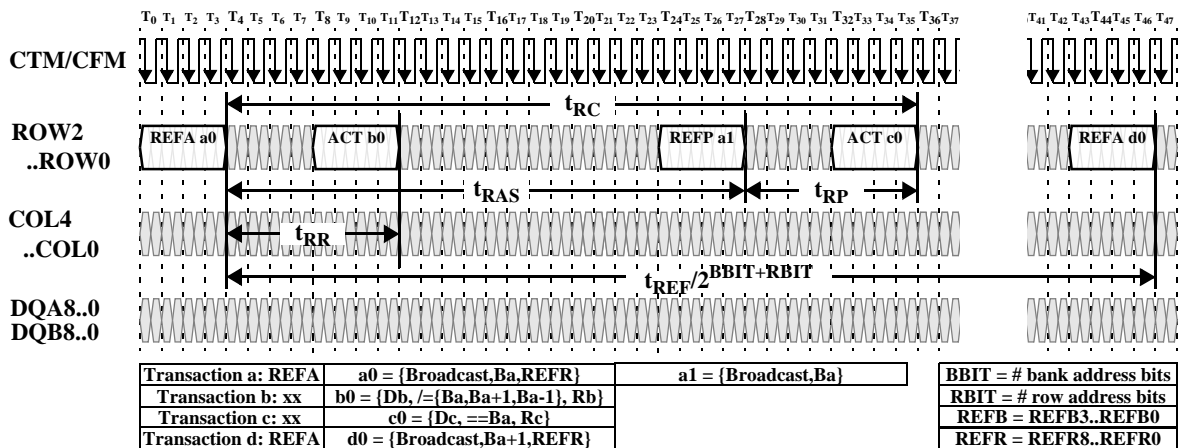 T0 T1 T2 T3 T4 T5 T6 T7 T8 T9 T10 T11 T12 T13 T14 T15 T16 T17 T18 T19 T20 T21 T22 T23 T24 T25 T26 T27 T28 T29 T30 T31 T32 T33 T34 T35 T36 T37 T41 T42 T43 T44 T45 T46 T47
CTM/CFM
tRC
ROW2
..ROW0
REFA a0
ACT b0
REFP a1
ACT c0
REFA d0
tRAS
tRP
COL4
..COL0
tRR
tREF/2^BBIT+RBIT
DQA8..0
DQB8..0
Transaction a: REFA a0 = {Broadcast,Ba,REFR} a1 = {Broadcast,Ba}
Transaction b: xx b0 = {Db, /={Ba,Ba+1,Ba-1}, Rb}
Transaction c: xx c0 = {Dc, ==Ba, Rc}
Transaction d: REFA d0 = {Broadcast,Ba+1,REFR}
BBIT = # bank address bits
RBIT = # row address bits
REFB = REFB3..REFB0
REFR = REFR8..REFR0